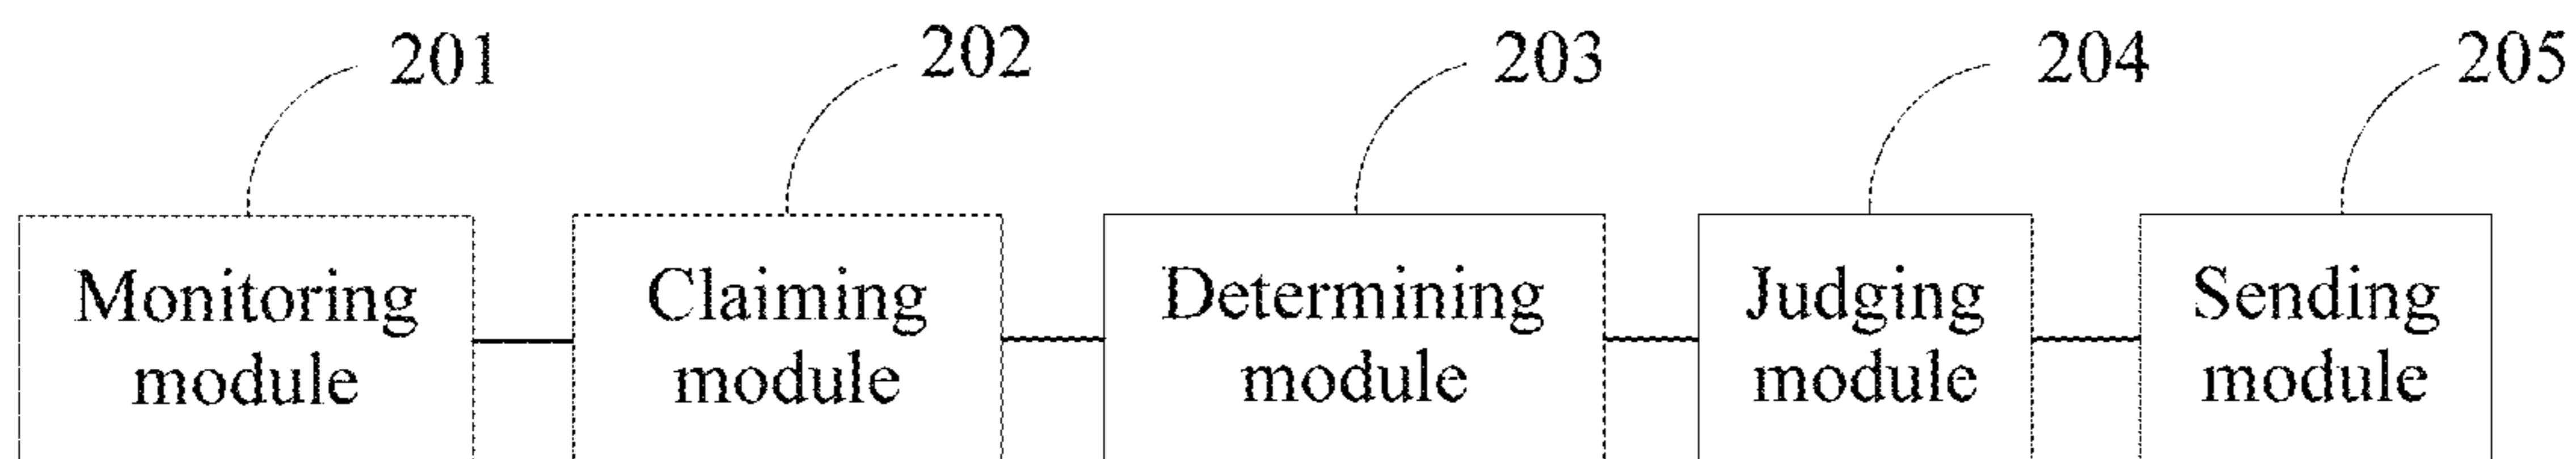 201
202
203
204
205
Monitoring
module
Claiming
module
Determining
module
Judging
module
Sending
module